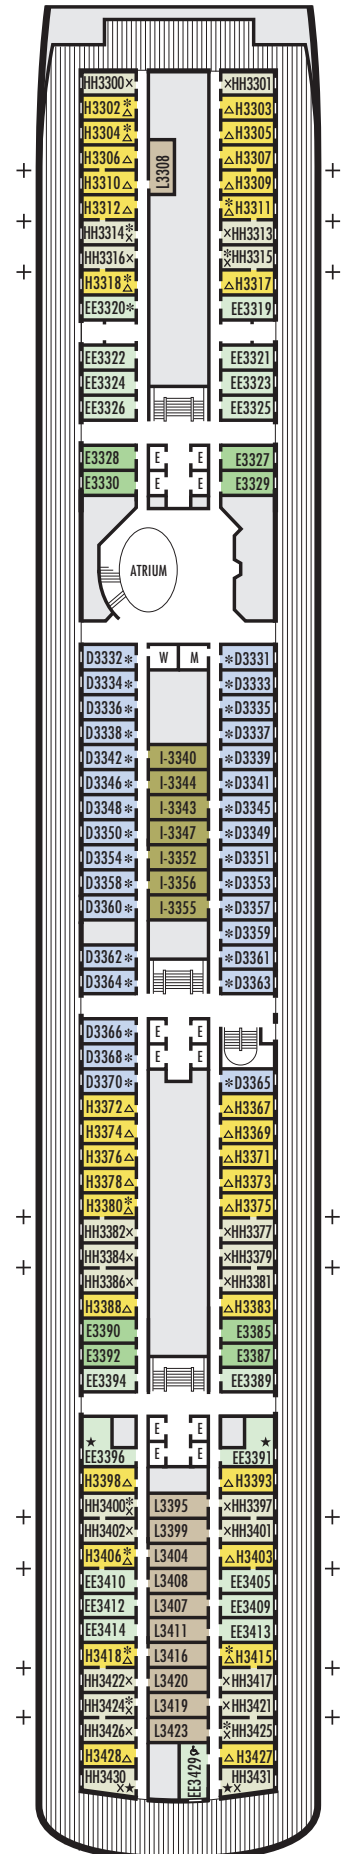 HH3300× ×HH3301
H3302*△ △H3303
H3304*△ △H3305
H3306△ △H3307
L3308
H3310△ △H3309
H3312△ *△H3311
HH3314*× ×HH3313
HH3316× *×HH3315
H3318*△ △H3317
EE3320* EE3319
EE3322 EE3321
EE3324 EE3323
EE3326 EE3325
E3328 E E E3327
E3330 E E E3329
ATRIUM
D3332* W M *D3331
D3334* *D3333
D3336* *D3335
D3338* *D3337
D3342* I-3340 *D3339
D3346* I-3344 *D3341
D3348* I-3343 *D3345
D3350* I-3347 *D3349
D3354* I-3352 *D3351
D3358* I-3356 *D3353
D3360* I-3355 *D3357
*D3359
D3362* *D3361
D3364* *D3363
D3366* E E
D3368* E E
D3370* *D3365
H3372△ △H3367
H3374△ △H3369
H3376△ △H3371
H3378△ △H3373
H3380*△ △H3375
HH3382× ×HH3377
HH3384× ×HH3379
HH3386× ×HH3381
H3388△ △H3383
E3390 E3385
E3392 E3387
EE3394 EE3389
★ E E ★
EE3396 E E EE3391
H3398△ △H3393
HH3400*× L3395 ×HH3397
HH3402× L3399 ×HH3401
H3406*△ L3404 △H3403
EE3410 L3408 EE3405
EE3412 L3407 EE3409
EE3414 L3411 EE3413
H3418*△ L3416 *△H3415
HH3422× L3420 ×HH3417
HH3424*× L3419 ×HH3421
HH3426× L3423 *×HH3425
H3428△ EE3429 △H3427
HH3430 HH3431
×★ ★×